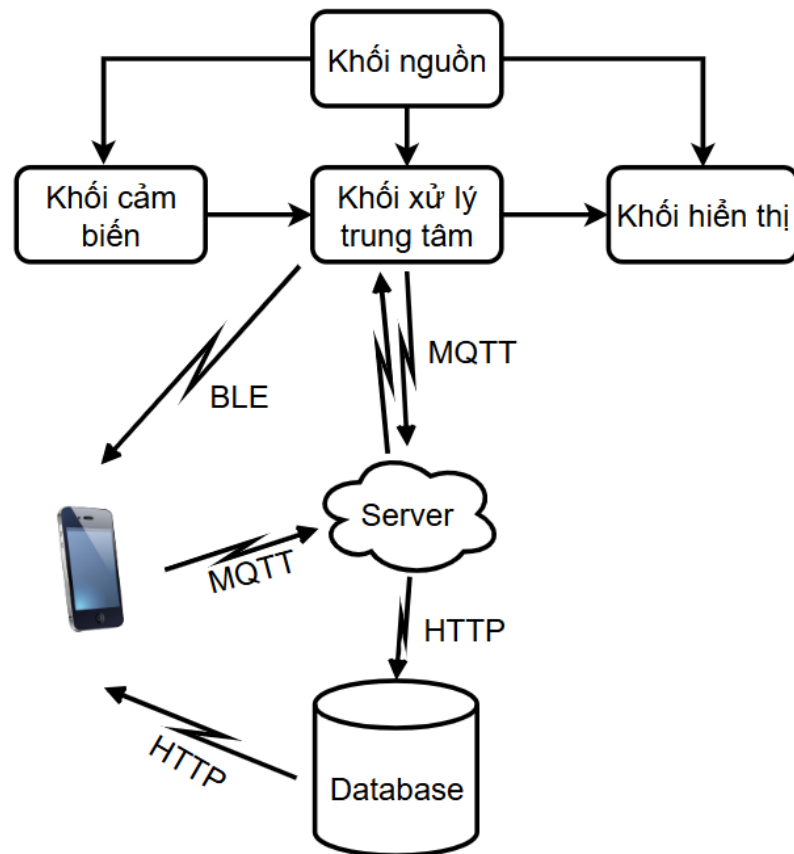 Khối nguồn
Khối cảm
biến
Khối xử lý
trung tâm
Khối hiển thị
BLE
MQTT
Server
MQTT
HTTP
HTTP
Database